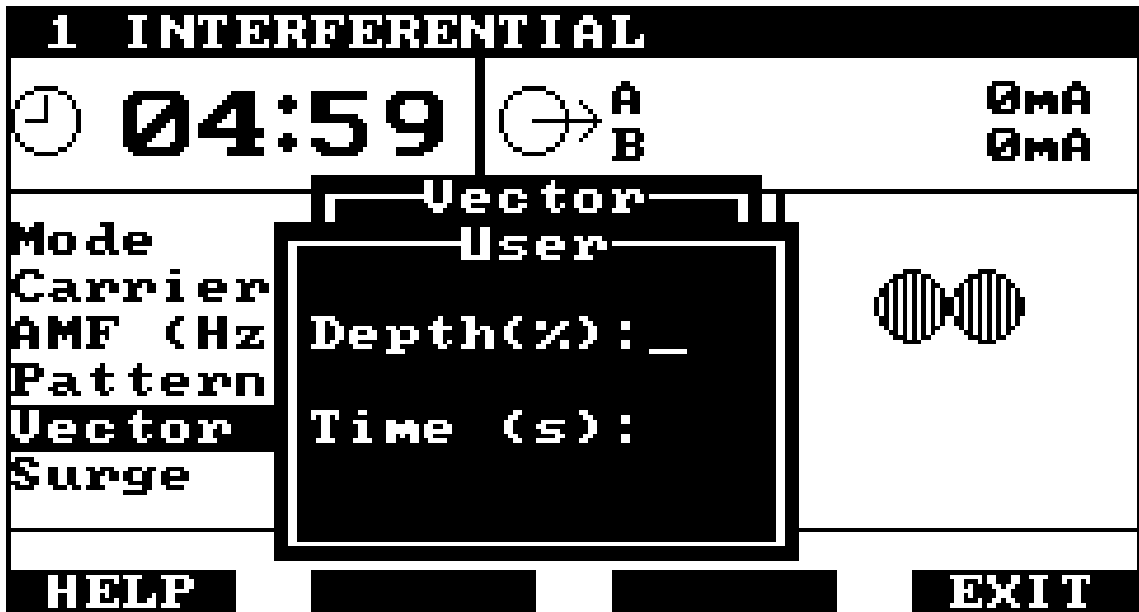 1 INTERFERENTIAL
04:59
A 0mA
B 0mA
Vector
User
Mode
Carrier
AMF (Hz
Pattern
Vector
Surge
Depth(%):_
Time (s):
HELP
EXIT